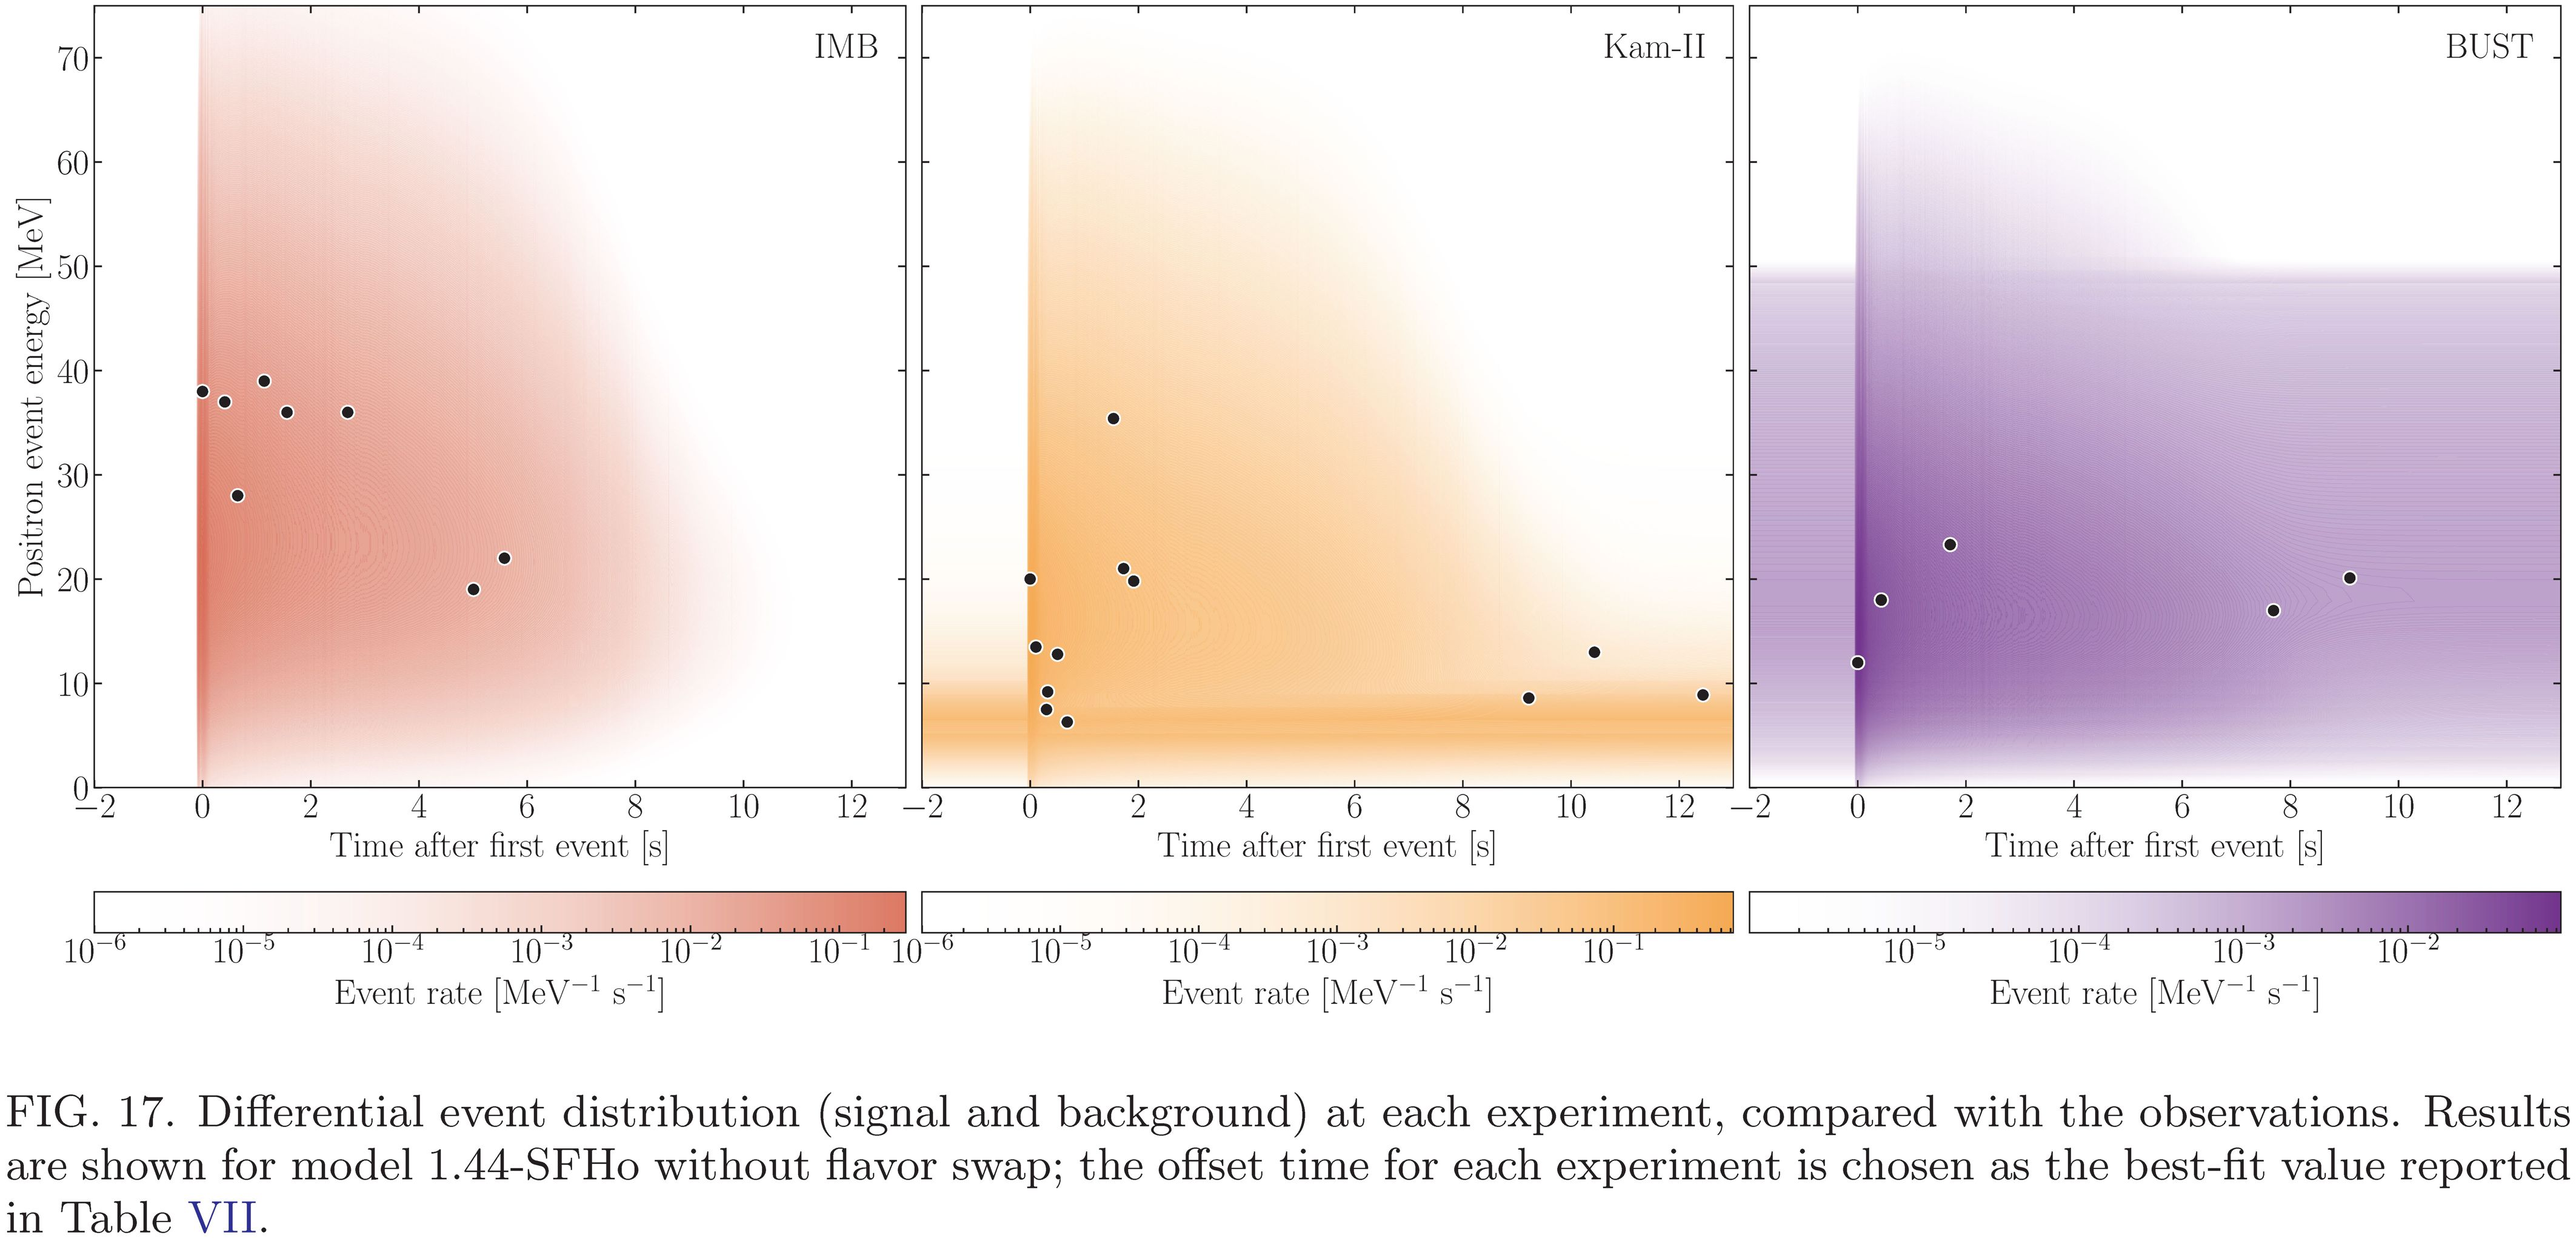 IMB
Kam-II
BUST
Positron event energy [MeV]
70
60
50
40
30
20
10
0
−2 0 2 4 6 8 10 12
−2 0 2 4 6 8 10 12
−2 0 2 4 6 8 10 12
Time after first event [s]
Time after first event [s]
Time after first event [s]
10⁻⁶ 10⁻⁵ 10⁻⁴ 10⁻³ 10⁻² 10⁻¹
10⁻⁶ 10⁻⁵ 10⁻⁴ 10⁻³ 10⁻² 10⁻¹
10⁻⁵ 10⁻⁴ 10⁻³ 10⁻²
Event rate [MeV⁻¹ s⁻¹]
Event rate [MeV⁻¹ s⁻¹]
Event rate [MeV⁻¹ s⁻¹]
FIG. 17. Differential event distribution (signal and background) at each experiment, compared with the observations. Results
are shown for model 1.44-SFHo without flavor swap; the offset time for each experiment is chosen as the best-fit value reported
in Table VII.